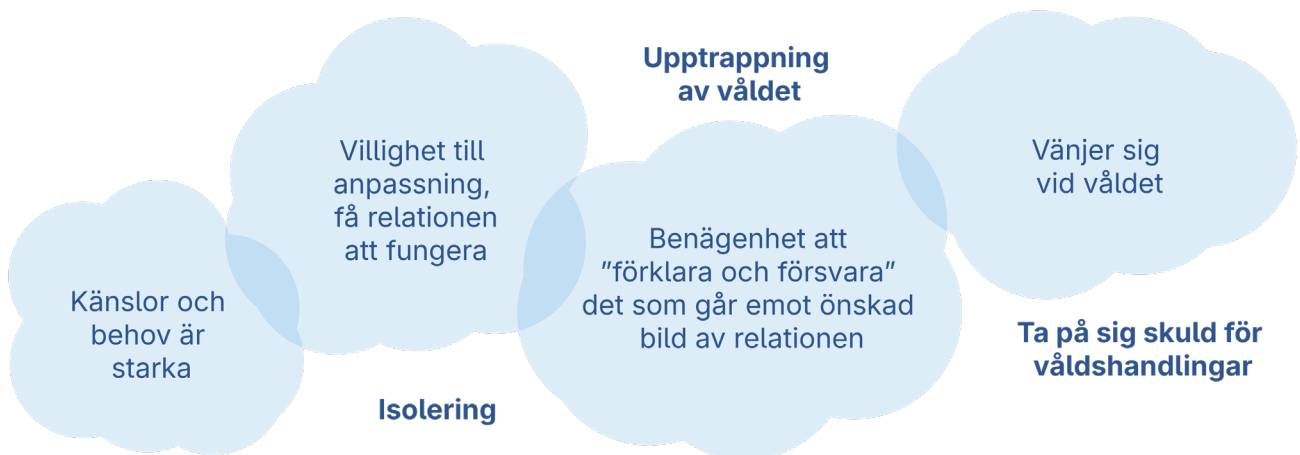 Känslor och
behov är
starka
Villighet till
anpassning,
få relationen
att fungera
Isolering
Upptrappning
av våldet
Benägenhet att
”förklara och försvara”
det som går emot önskad
bild av relationen
Vänjer sig
vid våldet
Ta på sig skuld för
våldshandlingar